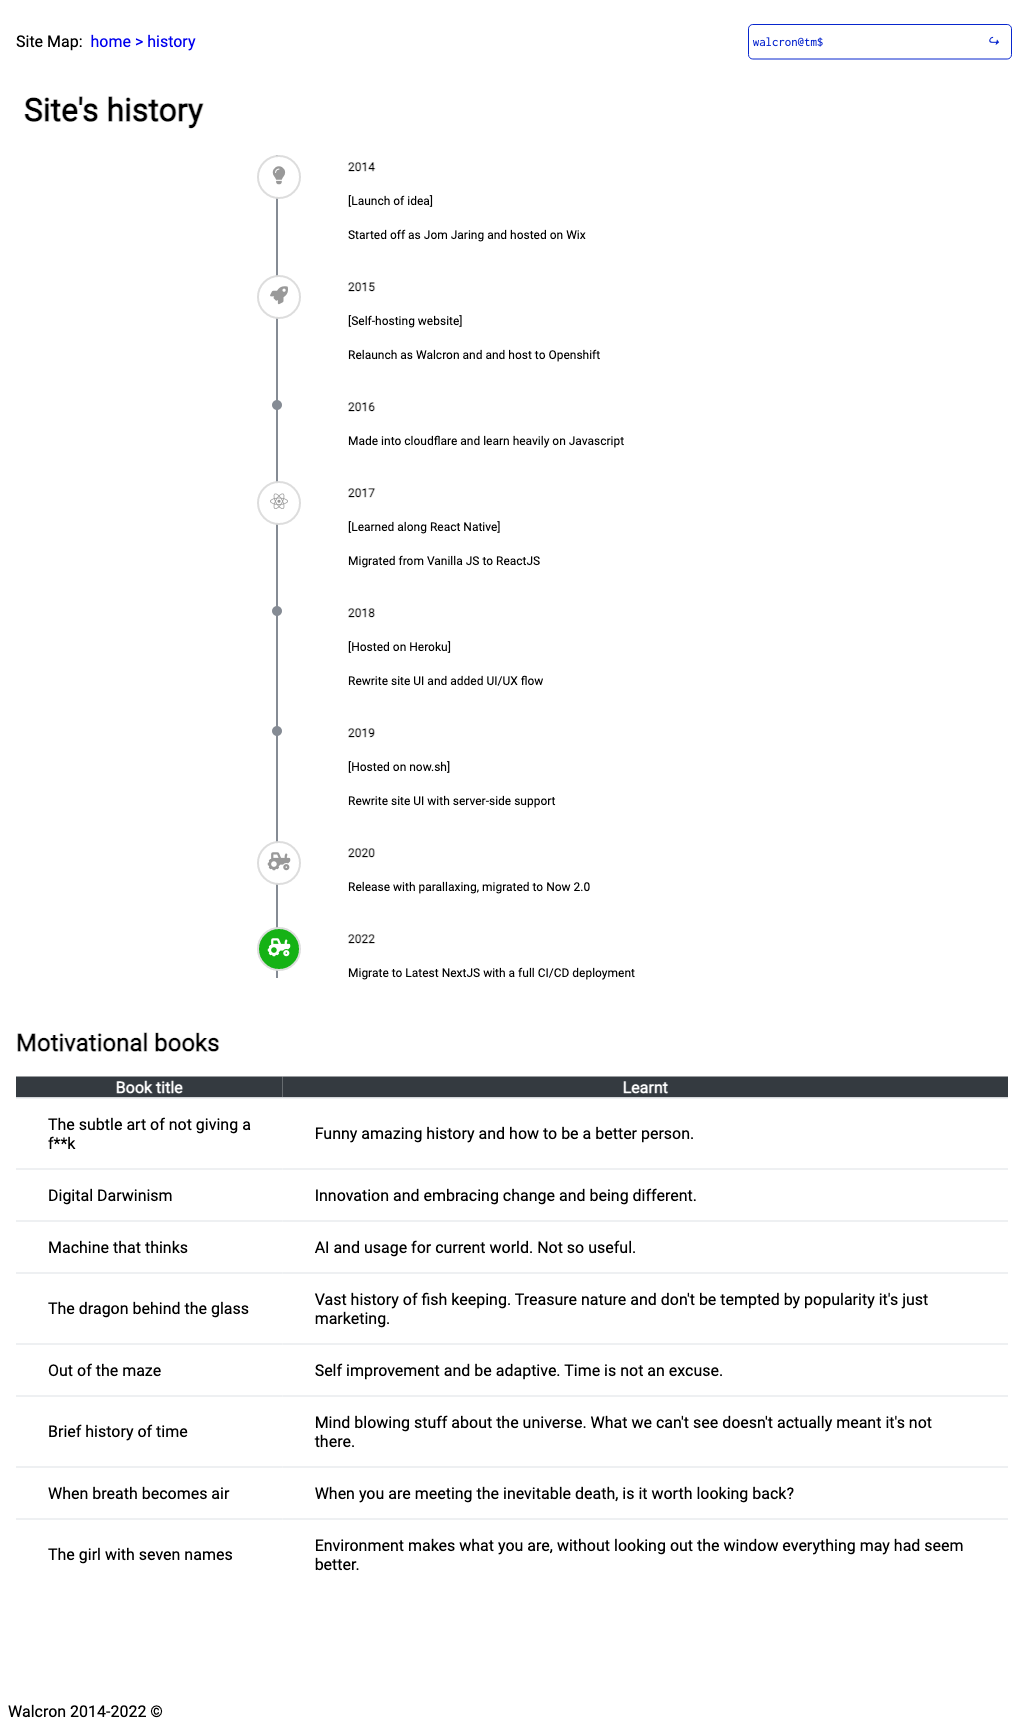 Site Map: home > history
walcron@tm$
Site's history
2014
[Launch of idea]
Started off as Jom Jaring and hosted on Wix
2015
[Self-hosting website]
Relaunch as Walcron and and host to Openshift
2016
Made into cloudflare and learn heavily on Javascript
2017
[Learned along React Native]
Migrated from Vanilla JS to ReactJS
2018
[Hosted on Heroku]
Rewrite site UI and added UI/UX flow
2019
[Hosted on now.sh]
Rewrite site UI with server-side support
2020
Release with parallaxing, migrated to Now 2.0
2022
Migrate to Latest NextJS with a full CI/CD deployment
Motivational books
Book title Learnt
The subtle art of not giving a
f**k
Funny amazing history and how to be a better person.
Digital Darwinism
Innovation and embracing change and being different.
Machine that thinks
AI and usage for current world. Not so useful.
The dragon behind the glass
Vast history of fish keeping. Treasure nature and don't be tempted by popularity it's just
marketing.
Out of the maze
Self improvement and be adaptive. Time is not an excuse.
Brief history of time
Mind blowing stuff about the universe. What we can't see doesn't actually meant it's not
there.
When breath becomes air
When you are meeting the inevitable death, is it worth looking back?
The girl with seven names
Environment makes what you are, without looking out the window everything may had seem
better.
Walcron 2014-2022 ©